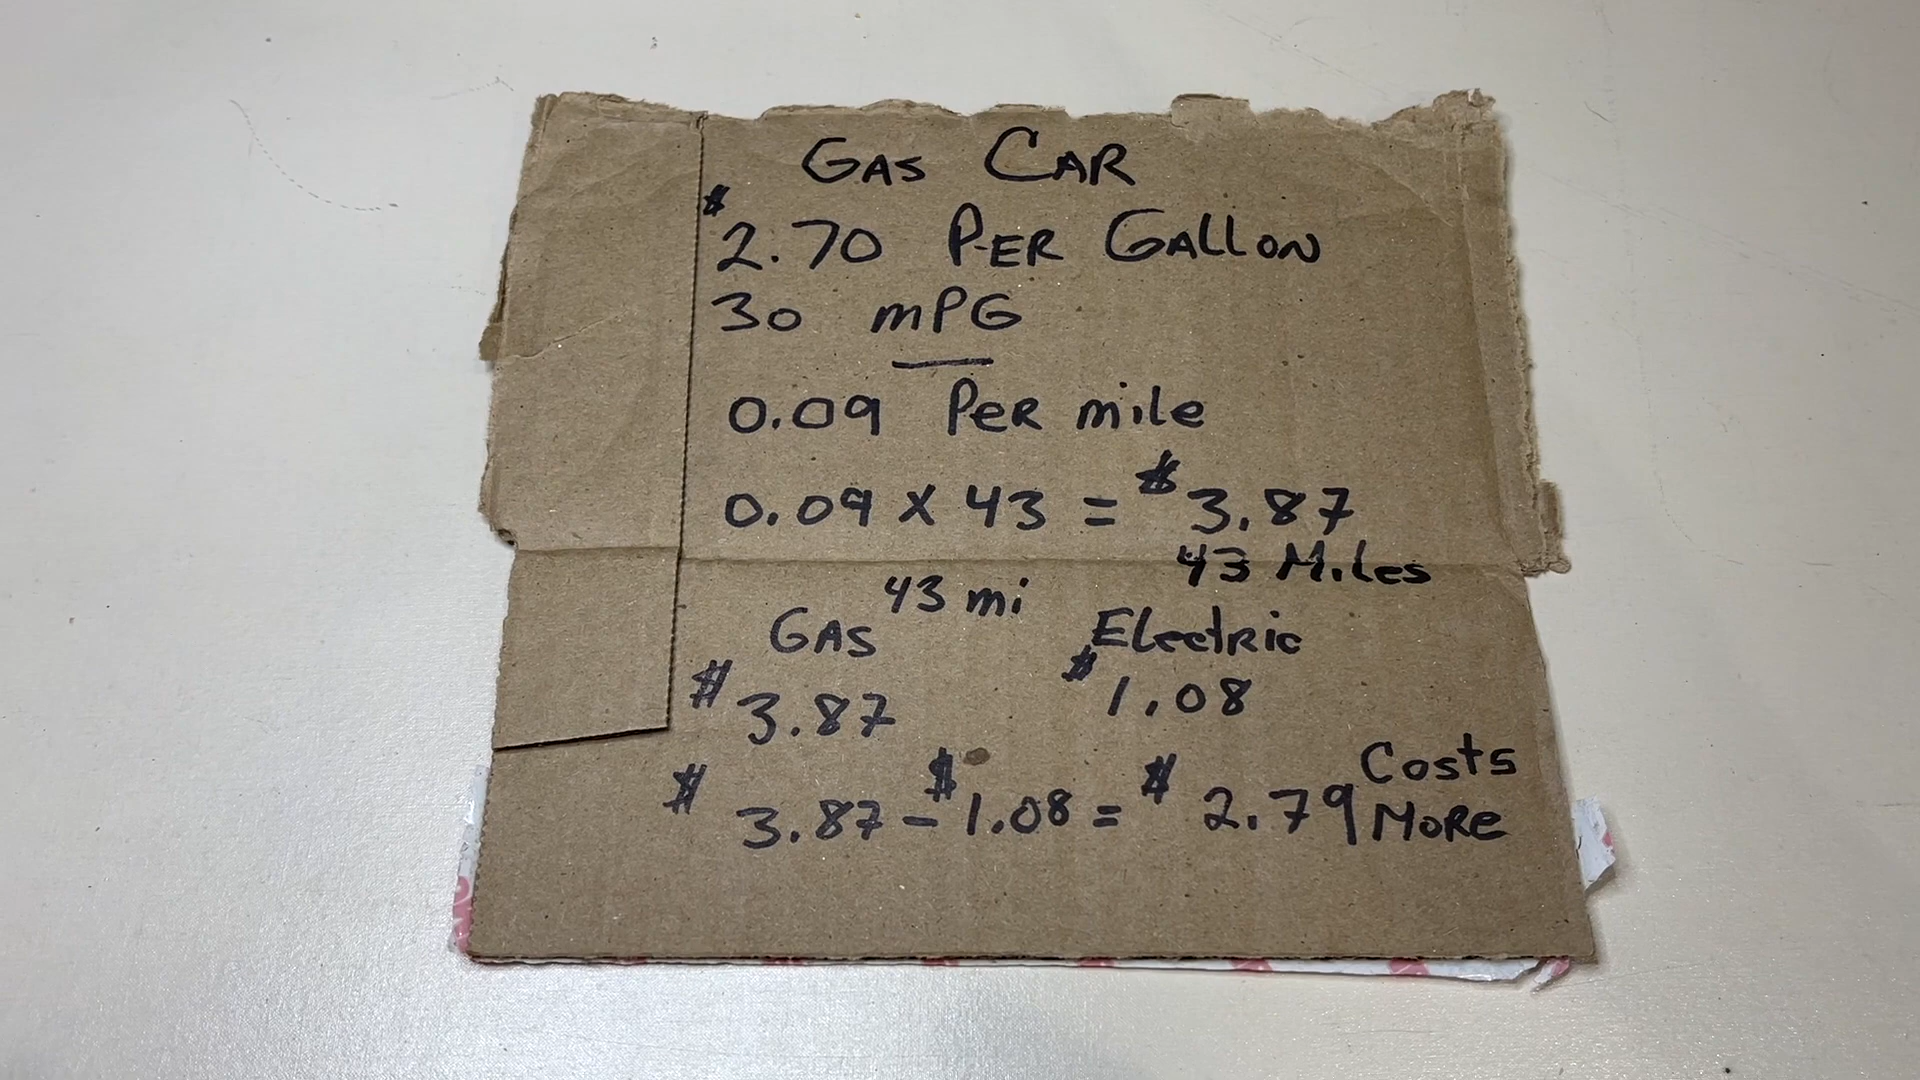 Gas Car
$2.70 Per Gallon
30 mPG
0.09 Per mile
0.09 x 43 = $3.87
43 Miles
43 mi
Gas Electric
$3.87 $1.08
$3.87 - $1.08 = $2.79 Costs More